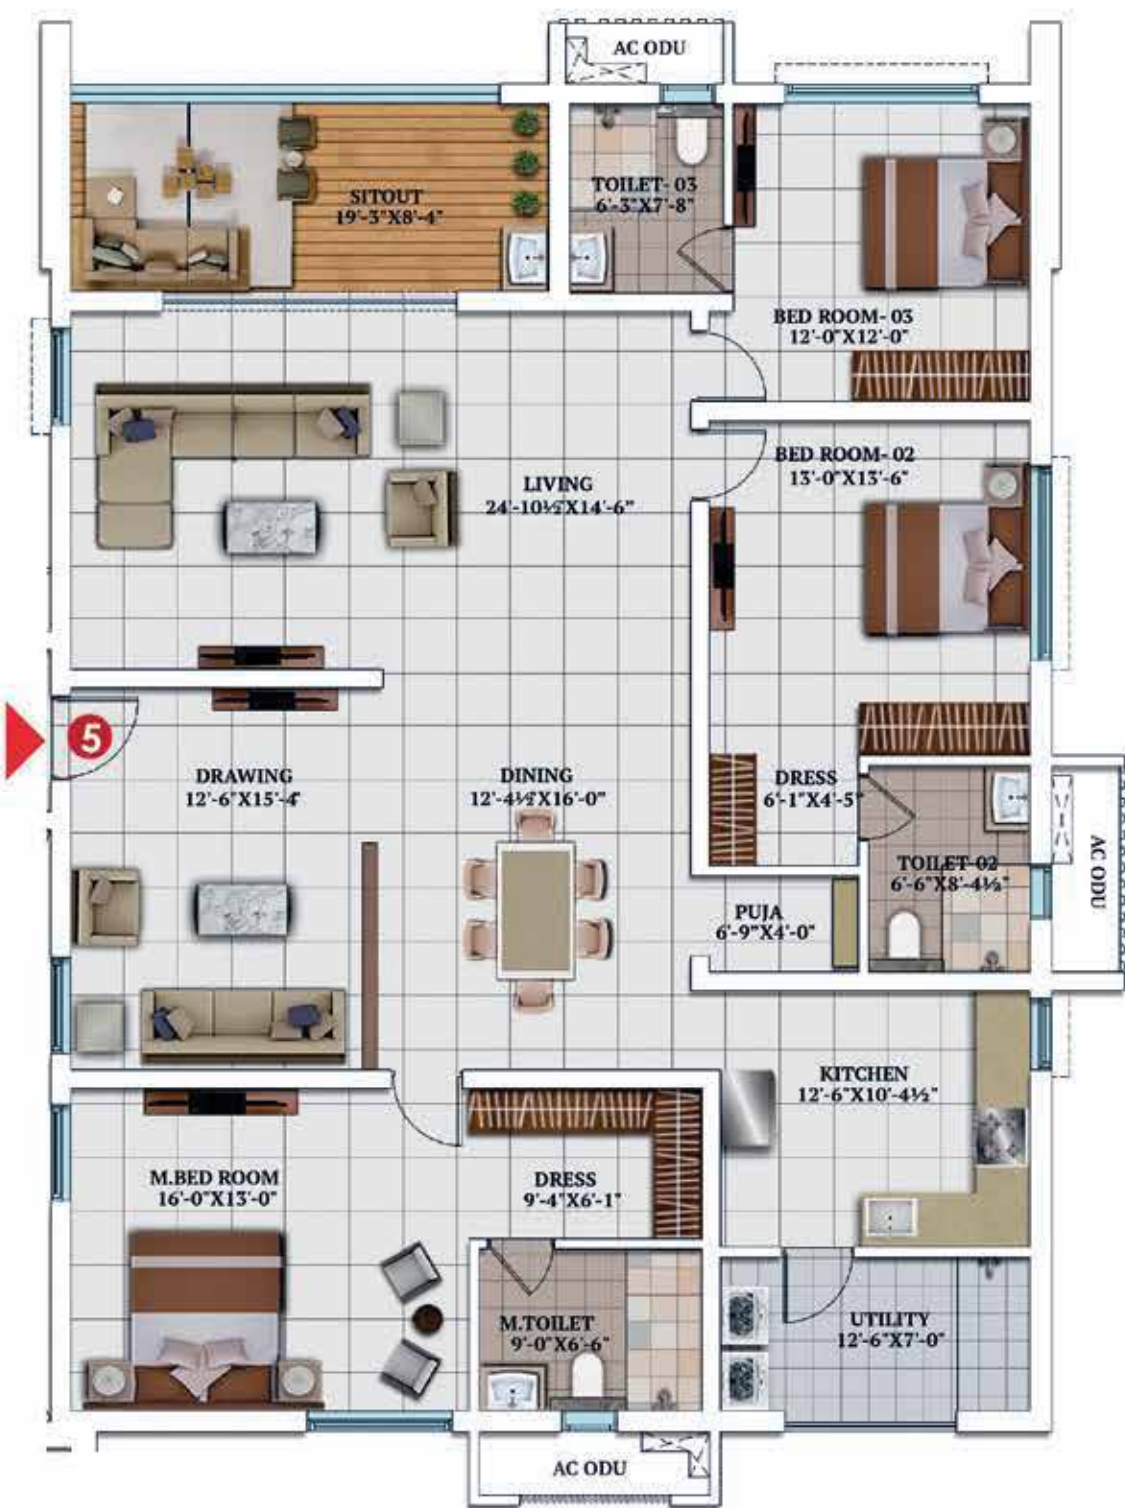 AC ODU
SITOUT
19'-3"X8'-4"
TOILET- 03
6'-3"X7'-8"
BED ROOM- 03
12'-0"X12'-0"
BED ROOM- 02
13'-0"X13'-6"
LIVING
24'-10½"X14'-6"
5
DRAWING
12'-6"X15'-4"
DINING
12'-4½"X16'-0"
DRESS
6'-1"X4'-5"
TOILET-02
6'-6"X8'-4½"
AC ODU
PUJA
6'-9"X4'-0"
KITCHEN
12'-6"X10'-4½"
M.BED ROOM
16'-0"X13'-0"
DRESS
9'-4"X6'-1"
M.TOILET
9'-0"X6'-6"
UTILITY
12'-6"X7'-0"
AC ODU